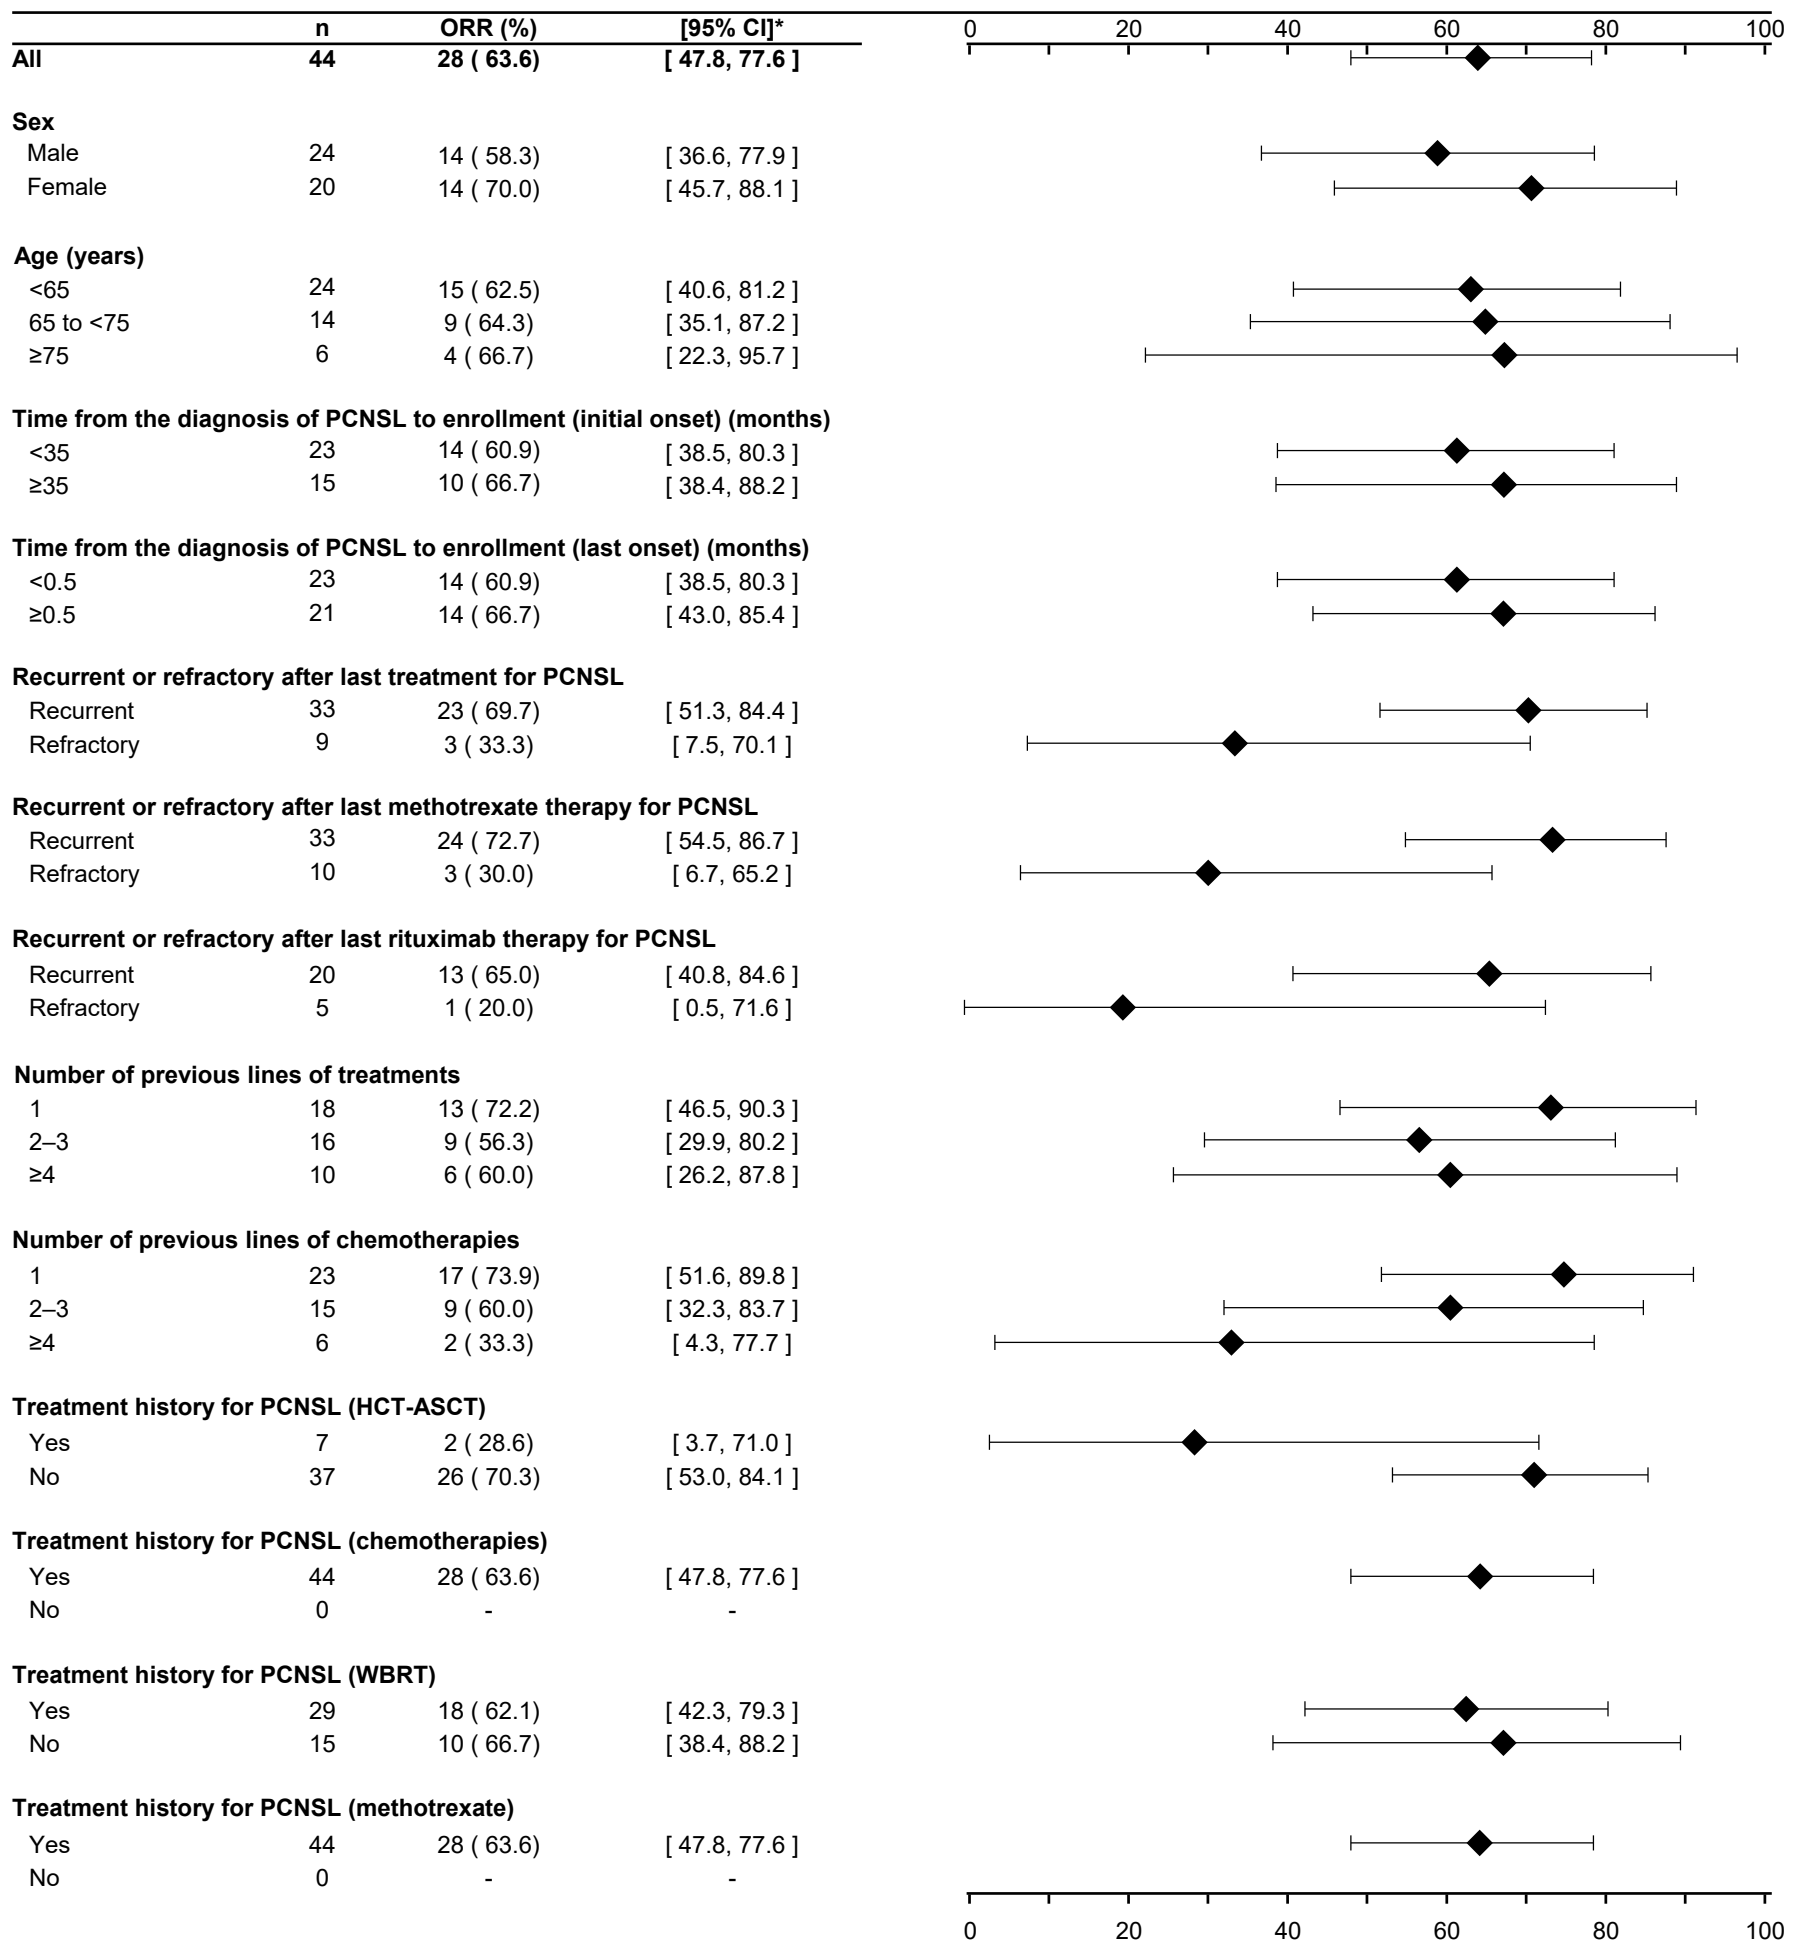 n ORR (%) [95% CI]* 0 20 40 60 80 100
All 44 28 ( 63.6) [ 47.8, 77.6 ]
Sex
Male 24 14 ( 58.3) [ 36.6, 77.9 ]
Female 20 14 ( 70.0) [ 45.7, 88.1 ]
Age (years)
<65 24 15 ( 62.5) [ 40.6, 81.2 ]
65 to <75 14 9 ( 64.3) [ 35.1, 87.2 ]
≥75 6 4 ( 66.7) [ 22.3, 95.7 ]
Time from the diagnosis of PCNSL to enrollment (initial onset) (months)
<35 23 14 ( 60.9) [ 38.5, 80.3 ]
≥35 15 10 ( 66.7) [ 38.4, 88.2 ]
Time from the diagnosis of PCNSL to enrollment (last onset) (months)
<0.5 23 14 ( 60.9) [ 38.5, 80.3 ]
≥0.5 21 14 ( 66.7) [ 43.0, 85.4 ]
Recurrent or refractory after last treatment for PCNSL
Recurrent 33 23 ( 69.7) [ 51.3, 84.4 ]
Refractory 9 3 ( 33.3) [ 7.5, 70.1 ]
Recurrent or refractory after last methotrexate therapy for PCNSL
Recurrent 33 24 ( 72.7) [ 54.5, 86.7 ]
Refractory 10 3 ( 30.0) [ 6.7, 65.2 ]
Recurrent or refractory after last rituximab therapy for PCNSL
Recurrent 20 13 ( 65.0) [ 40.8, 84.6 ]
Refractory 5 1 ( 20.0) [ 0.5, 71.6 ]
Number of previous lines of treatments
1 18 13 ( 72.2) [ 46.5, 90.3 ]
2–3 16 9 ( 56.3) [ 29.9, 80.2 ]
≥4 10 6 ( 60.0) [ 26.2, 87.8 ]
Number of previous lines of chemotherapies
1 23 17 ( 73.9) [ 51.6, 89.8 ]
2–3 15 9 ( 60.0) [ 32.3, 83.7 ]
≥4 6 2 ( 33.3) [ 4.3, 77.7 ]
Treatment history for PCNSL (HCT-ASCT)
Yes 7 2 ( 28.6) [ 3.7, 71.0 ]
No 37 26 ( 70.3) [ 53.0, 84.1 ]
Treatment history for PCNSL (chemotherapies)
Yes 44 28 ( 63.6) [ 47.8, 77.6 ]
No 0 - -
Treatment history for PCNSL (WBRT)
Yes 29 18 ( 62.1) [ 42.3, 79.3 ]
No 15 10 ( 66.7) [ 38.4, 88.2 ]
Treatment history for PCNSL (methotrexate)
Yes 44 28 ( 63.6) [ 47.8, 77.6 ]
No 0 - -
0 20 40 60 80 100